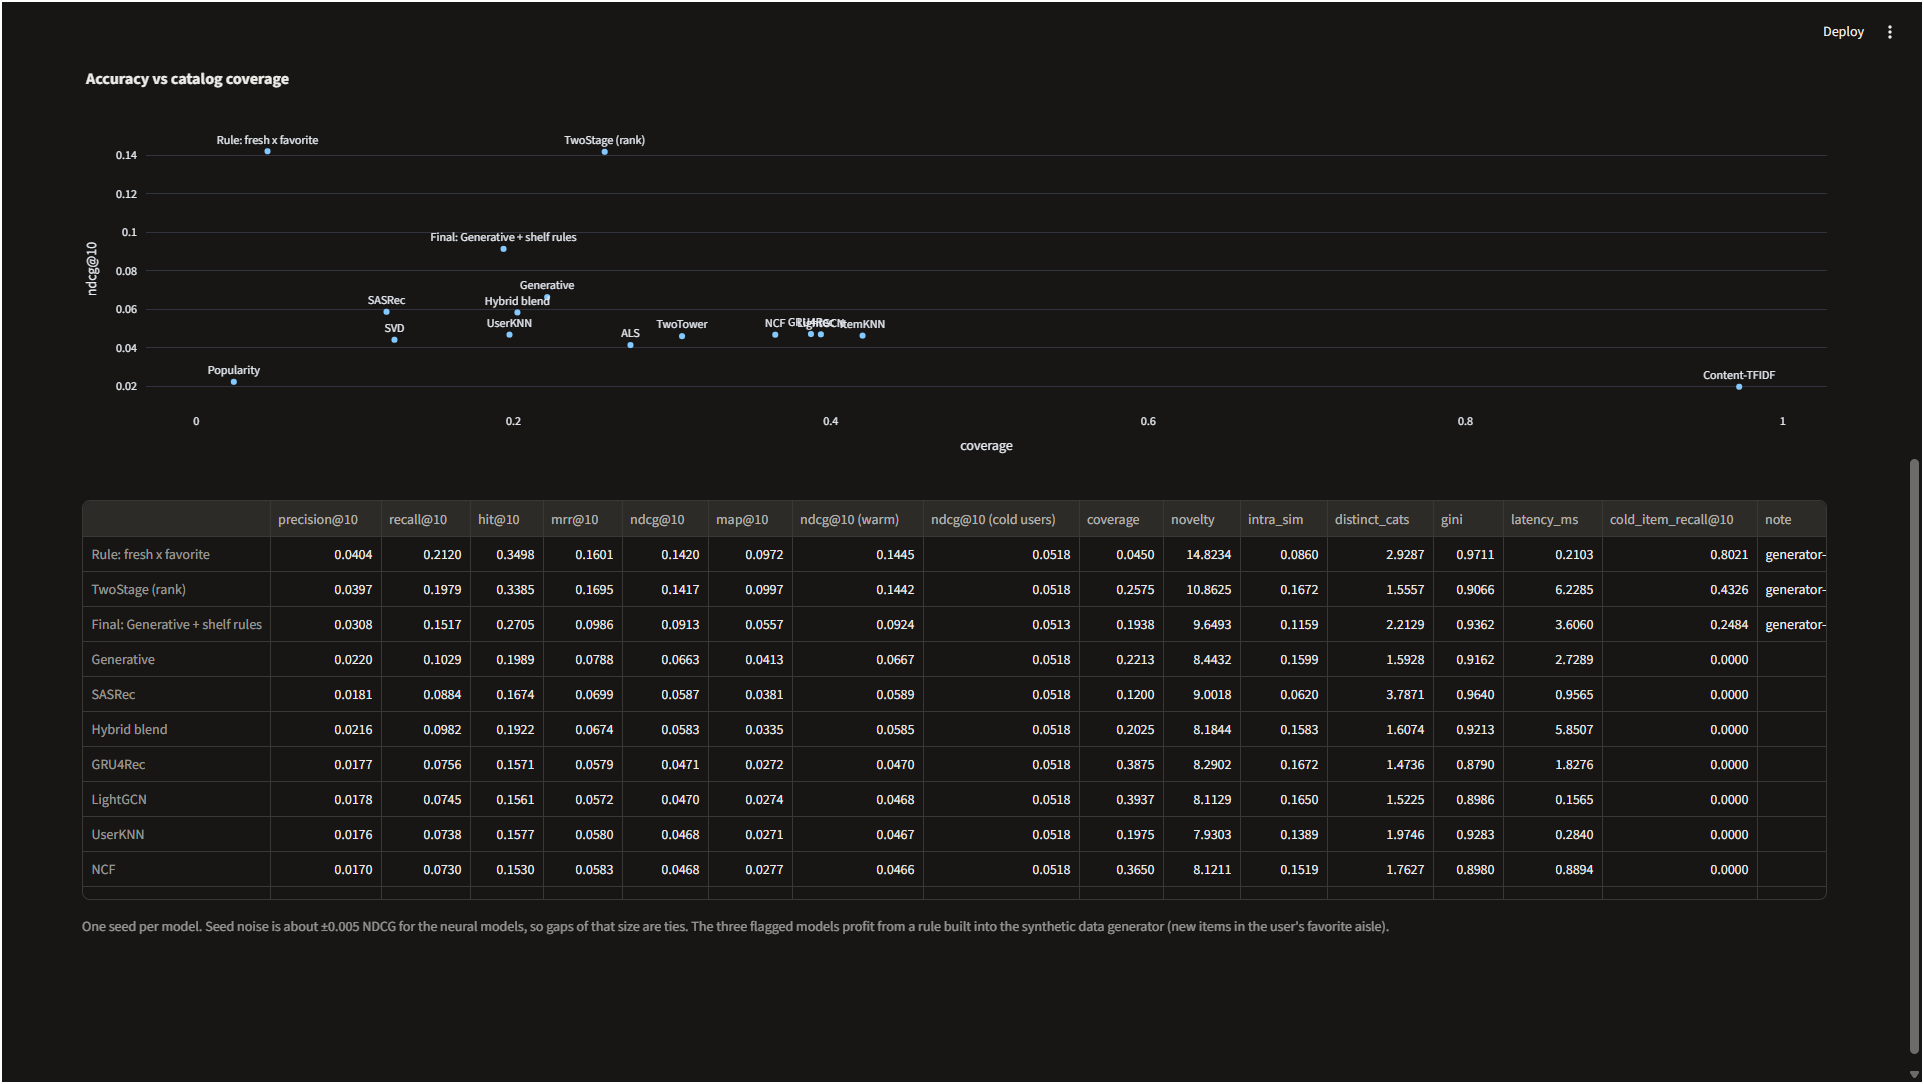 Deploy
Accuracy vs catalog coverage
Rule: fresh x favorite
TwoStage (rank)
0.14
0.12
Final: Generative + shelf rules
0.1
ndcg@10
0.08
Generative
SASRec
Hybrid blend
0.06
SVD
UserKNN
ALS
TwoTower
NCF
GRU4Rec
LightGCN
ItemKNN
0.04
Popularity
Content-TFIDF
0.02
0 0.2 0.4 0.6 0.8 1
coverage
precision@10 recall@10 hit@10 mrr@10 ndcg@10 map@10 ndcg@10 (warm) ndcg@10 (cold users) coverage novelty intra_sim distinct_cats gini latency_ms cold_item_recall@10 note
Rule: fresh x favorite 0.0404 0.2120 0.3498 0.1601 0.1420 0.0972 0.1445 0.0518 0.0450 14.8234 0.0860 2.9287 0.9711 0.2103 0.8021 generator-
TwoStage (rank) 0.0397 0.1979 0.3385 0.1695 0.1417 0.0997 0.1442 0.0518 0.2575 10.8625 0.1672 1.5557 0.9066 6.2285 0.4326 generator-
Final: Generative + shelf rules 0.0308 0.1517 0.2705 0.0986 0.0913 0.0557 0.0924 0.0513 0.1938 9.6493 0.1159 2.2129 0.9362 3.6060 0.2484 generator-
Generative 0.0220 0.1029 0.1989 0.0788 0.0663 0.0413 0.0667 0.0518 0.2213 8.4432 0.1599 1.5928 0.9162 2.7289 0.0000
SASRec 0.0181 0.0884 0.1674 0.0699 0.0587 0.0381 0.0589 0.0518 0.1200 9.0018 0.0620 3.7871 0.9640 0.9565 0.0000
Hybrid blend 0.0216 0.0982 0.1922 0.0674 0.0583 0.0335 0.0585 0.0518 0.2025 8.1844 0.1583 1.6074 0.9213 5.8507 0.0000
GRU4Rec 0.0177 0.0756 0.1571 0.0579 0.0471 0.0272 0.0470 0.0518 0.3875 8.2902 0.1672 1.4736 0.8790 1.8276 0.0000
LightGCN 0.0178 0.0745 0.1561 0.0572 0.0470 0.0274 0.0468 0.0518 0.3937 8.1129 0.1650 1.5225 0.8986 0.1565 0.0000
UserKNN 0.0176 0.0738 0.1577 0.0580 0.0468 0.0271 0.0467 0.0518 0.1975 7.9303 0.1389 1.9746 0.9283 0.2840 0.0000
NCF 0.0170 0.0730 0.1530 0.0583 0.0468 0.0277 0.0466 0.0518 0.3650 8.1211 0.1519 1.7627 0.8980 0.8894 0.0000
One seed per model. Seed noise is about ±0.005 NDCG for the neural models, so gaps of that size are ties. The three flagged models profit from a rule built into the synthetic data generator (new items in the user's favorite aisle).